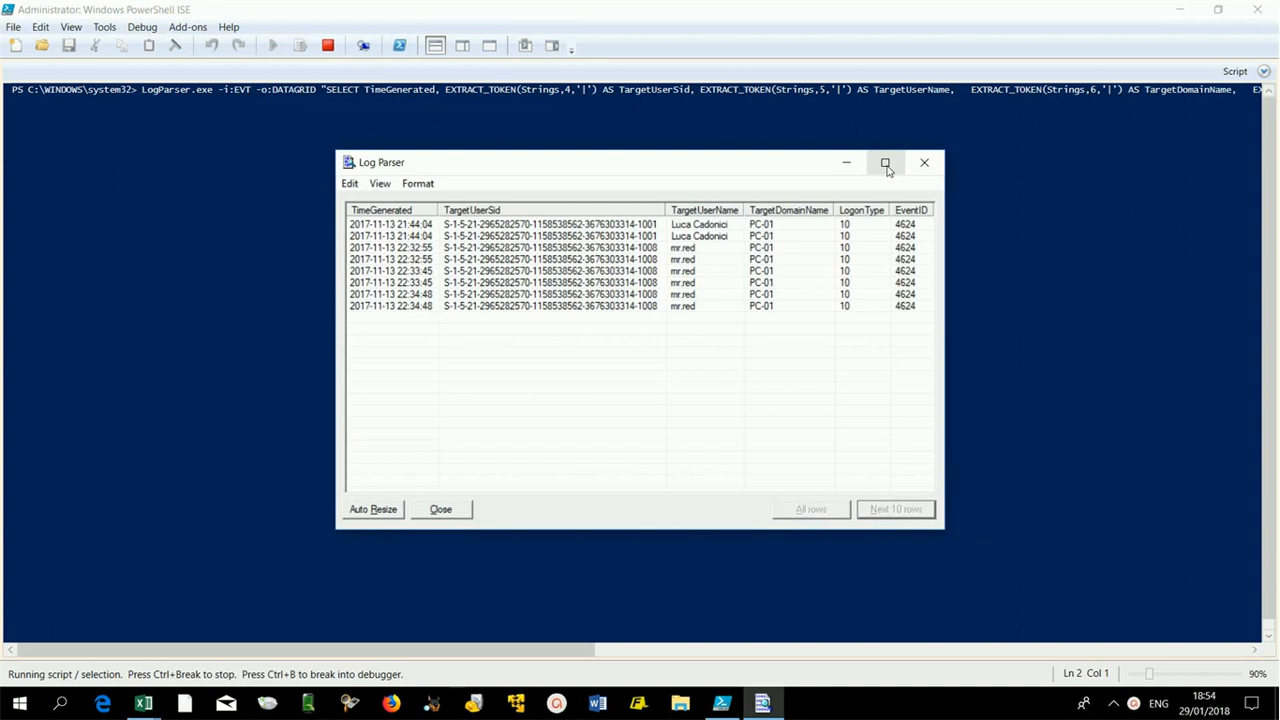 Administrator: Windows PowerShell ISE
File Edit View Tools Debug Add-ons Help
Script
PS C:\WINDOWS\system32> LogParser.exe -i:EVT -o:DATAGRID "SELECT TimeGenerated, EXTRACT_TOKEN(Strings,4,'|') AS TargetUserSid, EXTRACT_TOKEN(Strings,5,'|') AS TargetUserName, EXTRACT_TOKEN(Strings,6,'|') AS TargetDomainName, EX
Log Parser
Edit View Format
TimeGenerated TargetUserSid TargetUserName TargetDomainName LogonType EventID
2017-11-13 21:44:04 S-1-5-21-2965282570-1158538562-3676303314-1001 Luca Cadonici PC-01 10 4624
2017-11-13 21:44:04 S-1-5-21-2965282570-1158538562-3676303314-1001 Luca Cadonici PC-01 10 4624
2017-11-13 22:32:55 S-1-5-21-2965282570-1158538562-3676303314-1008 mr.red PC-01 10 4624
2017-11-13 22:32:55 S-1-5-21-2965282570-1158538562-3676303314-1008 mr.red PC-01 10 4624
2017-11-13 22:33:45 S-1-5-21-2965282570-1158538562-3676303314-1008 mr.red PC-01 10 4624
2017-11-13 22:33:45 S-1-5-21-2965282570-1158538562-3676303314-1008 mr.red PC-01 10 4624
2017-11-13 22:34:48 S-1-5-21-2965282570-1158538562-3676303314-1008 mr.red PC-01 10 4624
2017-11-13 22:34:48 S-1-5-21-2965282570-1158538562-3676303314-1008 mr.red PC-01 10 4624
Auto Resize Close All rows Next 10 rows
Running script / selection. Press Ctrl+Break to stop. Press Ctrl+B to break into debugger. Ln 2 Col 1 90%
ENG 18:54
29/01/2018